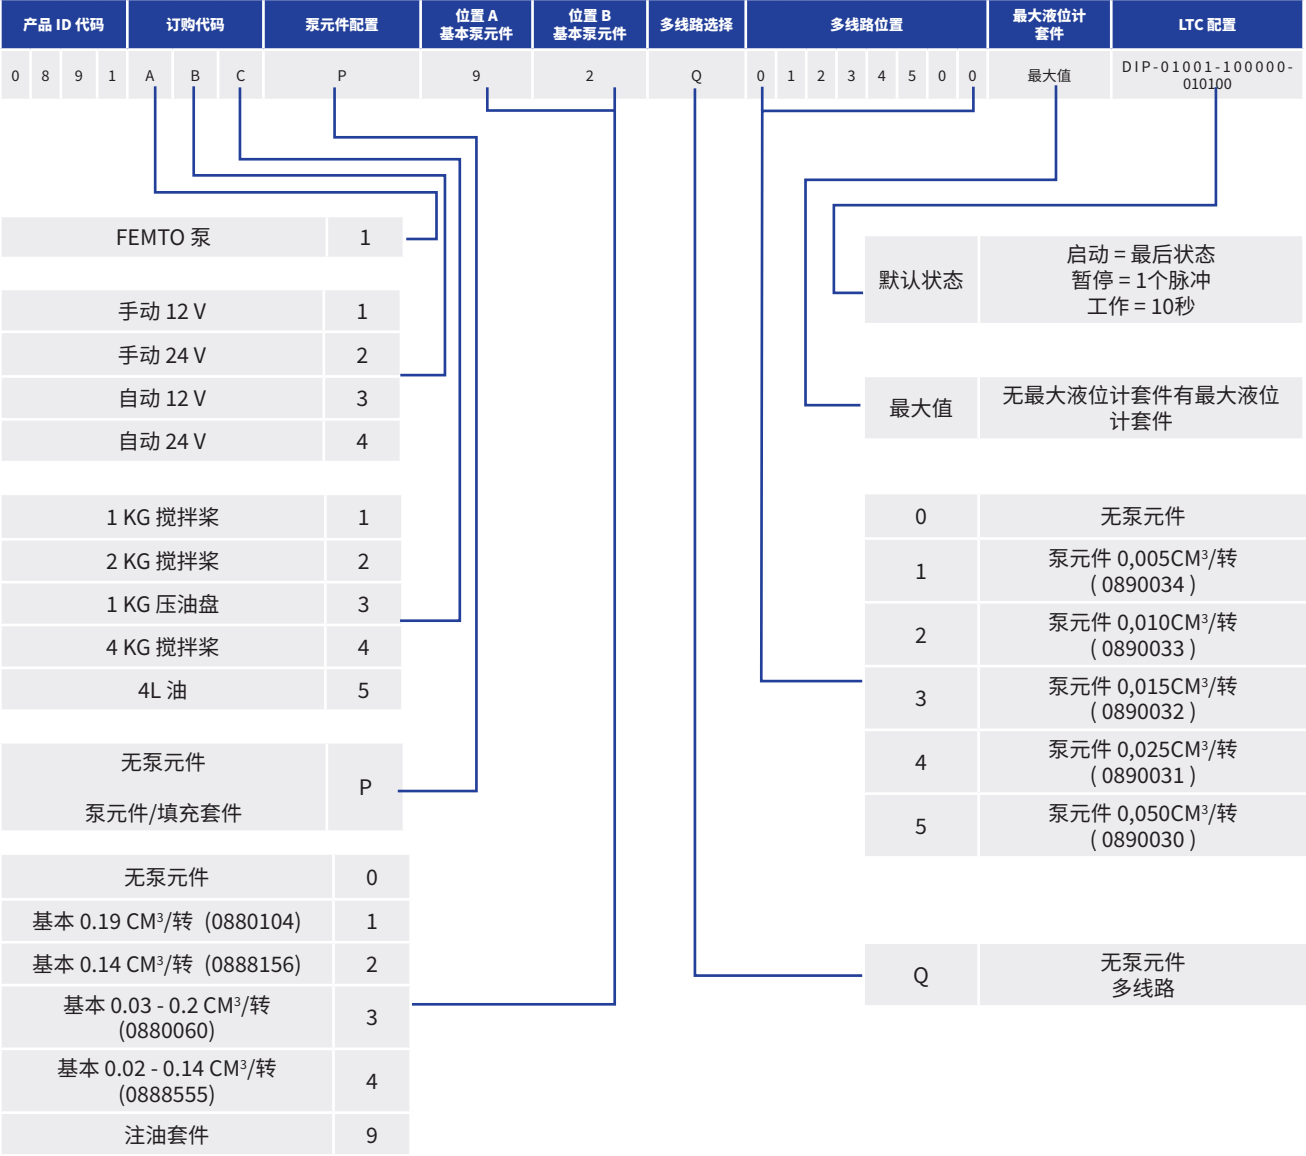 产品 ID 代码
订购代码
泵元件配置
位置 A
基本泵元件
位置 B
基本泵元件
多线路选择
多线路位置
最大液位计
套件
LTC 配置
0 8 9 1 A B C P 9 2 Q 0 1 2 3 4 5 0 0 最大值
DIP-01001-100000-
010100
FEMTO 泵 1
手动 12 V 1
手动 24 V 2
自动 12 V 3
自动 24 V 4
1 KG 搅拌桨 1
2 KG 搅拌桨 2
1 KG 压油盘 3
4 KG 搅拌桨 4
4L 油 5
无泵元件
泵元件/填充套件
P
无泵元件 0
基本 0.19 CM³/转 (0880104) 1
基本 0.14 CM³/转 (0888156) 2
基本 0.03 - 0.2 CM³/转
(0880060)
3
基本 0.02 - 0.14 CM³/转
(0888555)
4
注油套件 9
默认状态
启动 = 最后状态
暂停 = 1个脉冲
工作 = 10秒
最大值
无最大液位计套件有最大液位
计套件
0 无泵元件
1
泵元件 0,005CM³/转
( 0890034 )
2
泵元件 0,010CM³/转
( 0890033 )
3
泵元件 0,015CM³/转
( 0890032 )
4
泵元件 0,025CM³/转
( 0890031 )
5
泵元件 0,050CM³/转
( 0890030 )
Q
无泵元件
多线路